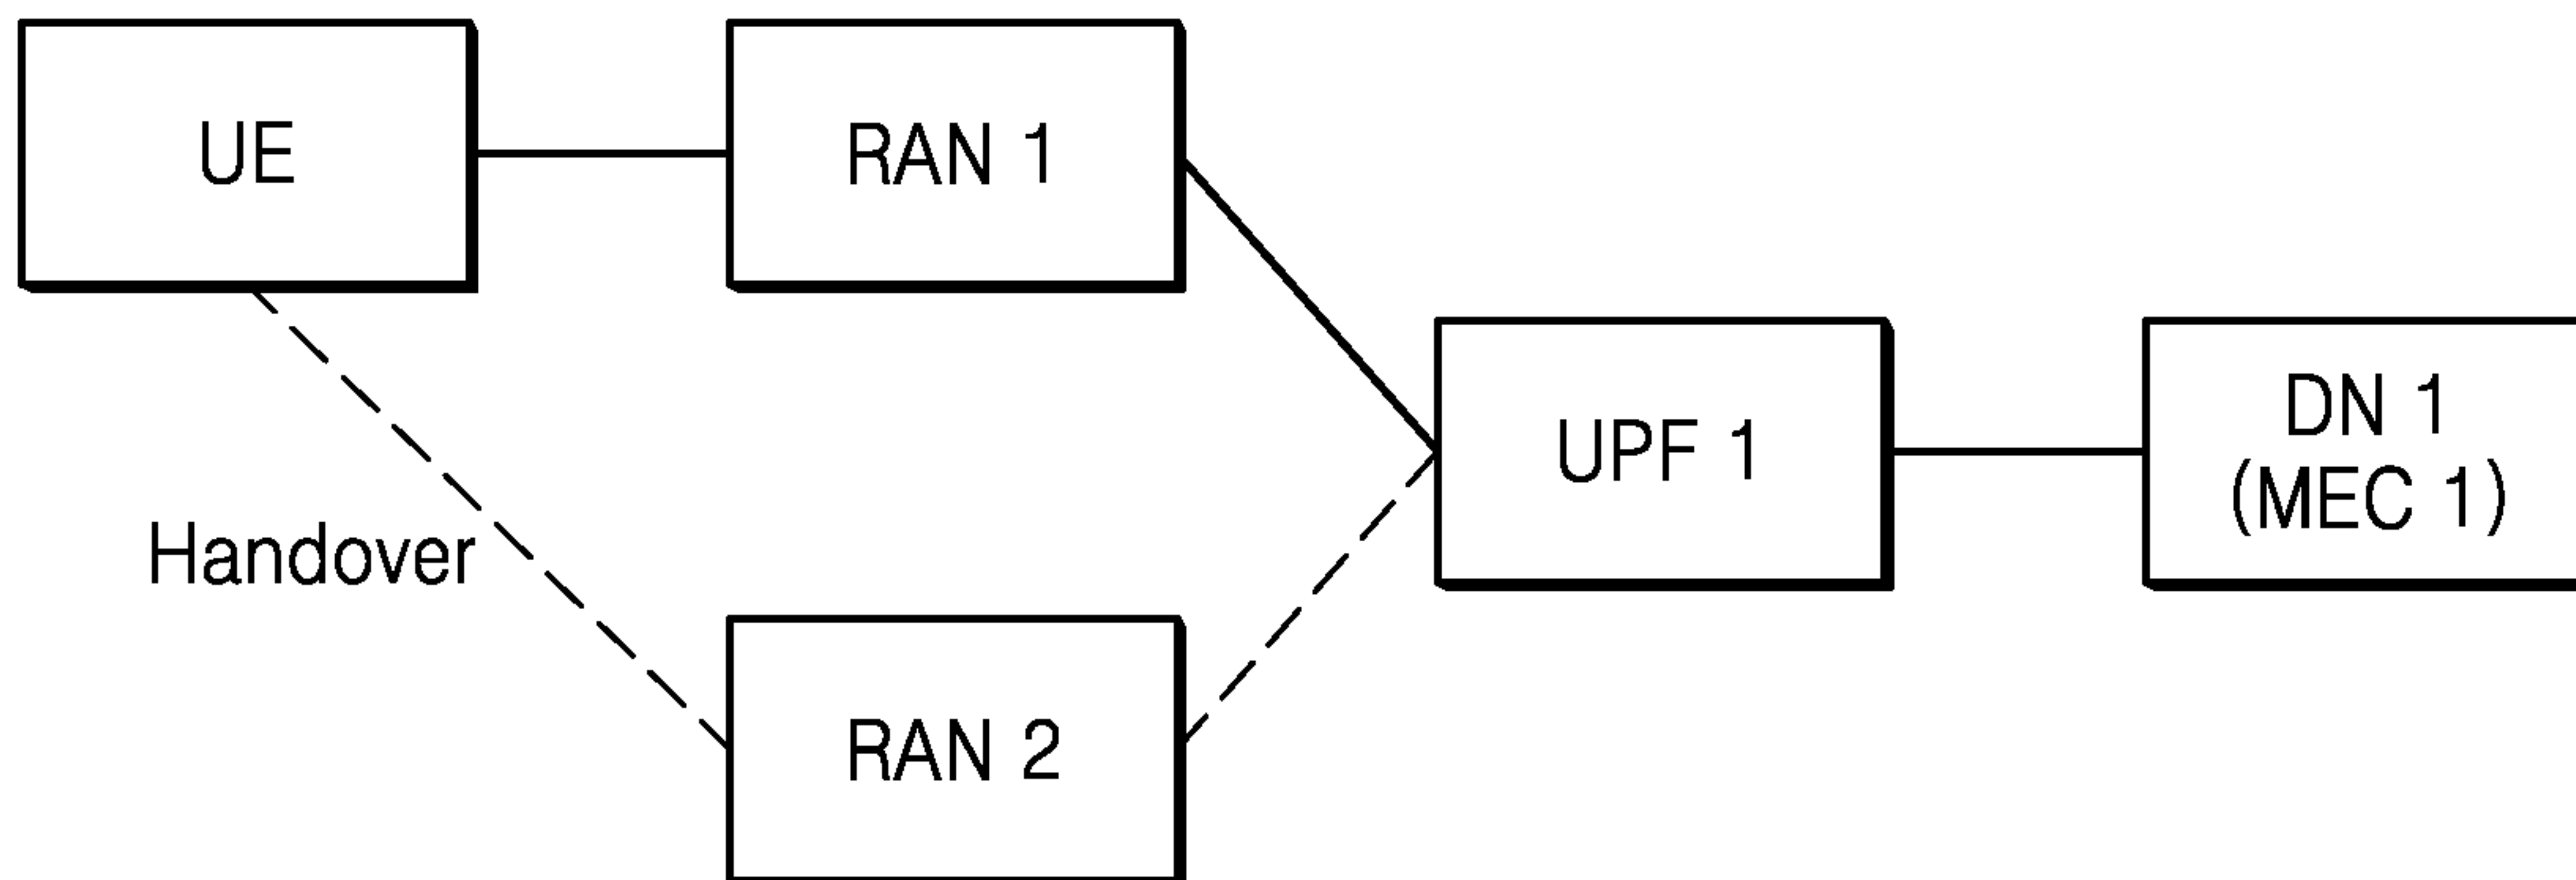 UE
RAN 1
UPF 1
DN 1
(MEC 1)
Handover
RAN 2